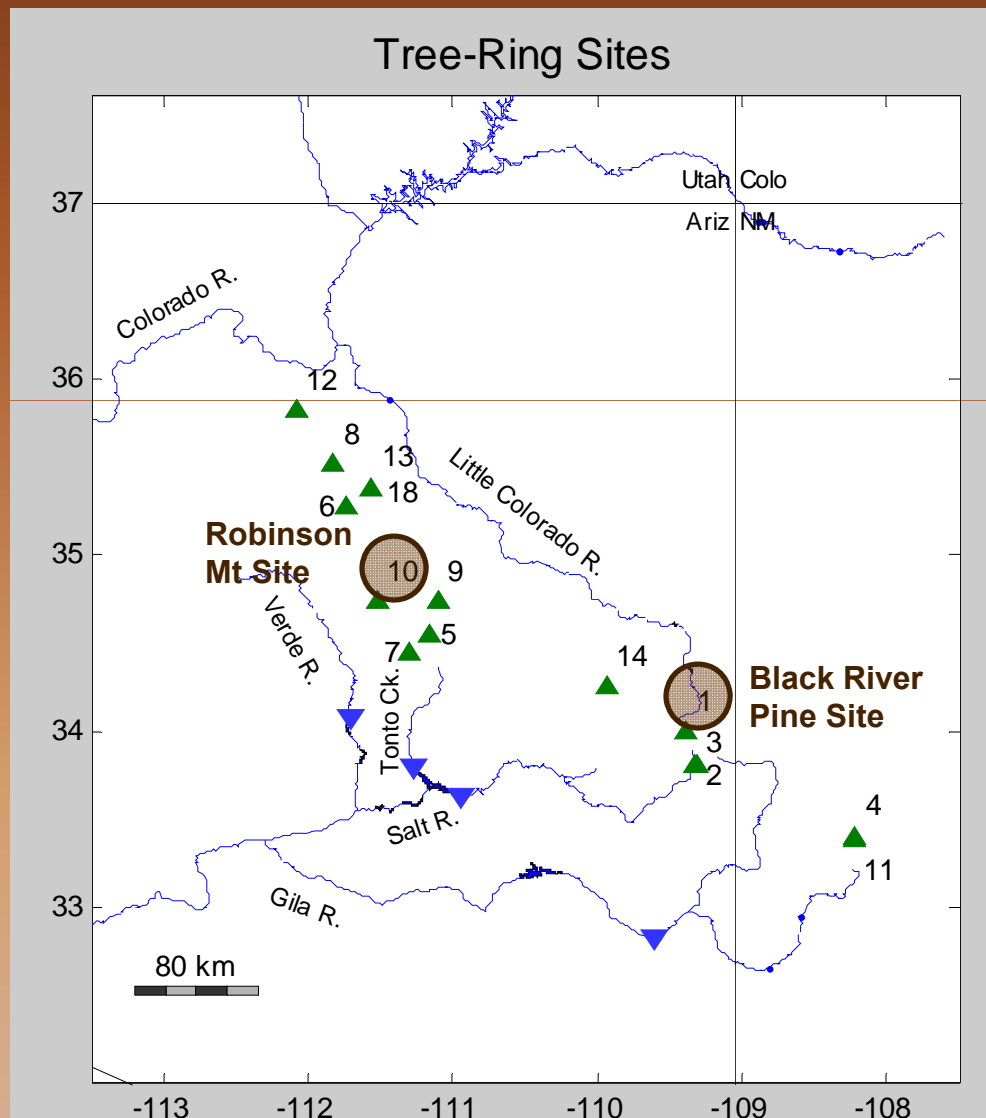 Tree-Ring Sites
Utah Colo
37
Ariz NM
Colorado R.
36
12
8
13
Little Colorado R.
18
6
Robinson
Mt Site
35
10
9
Verde R.
5
7
14
Black River
Pine Site
1
Tonto Ck.
34
3
2
4
Salt R.
11
33
Gila R.
80 km
-113
-112
-111
-110
-109
-108